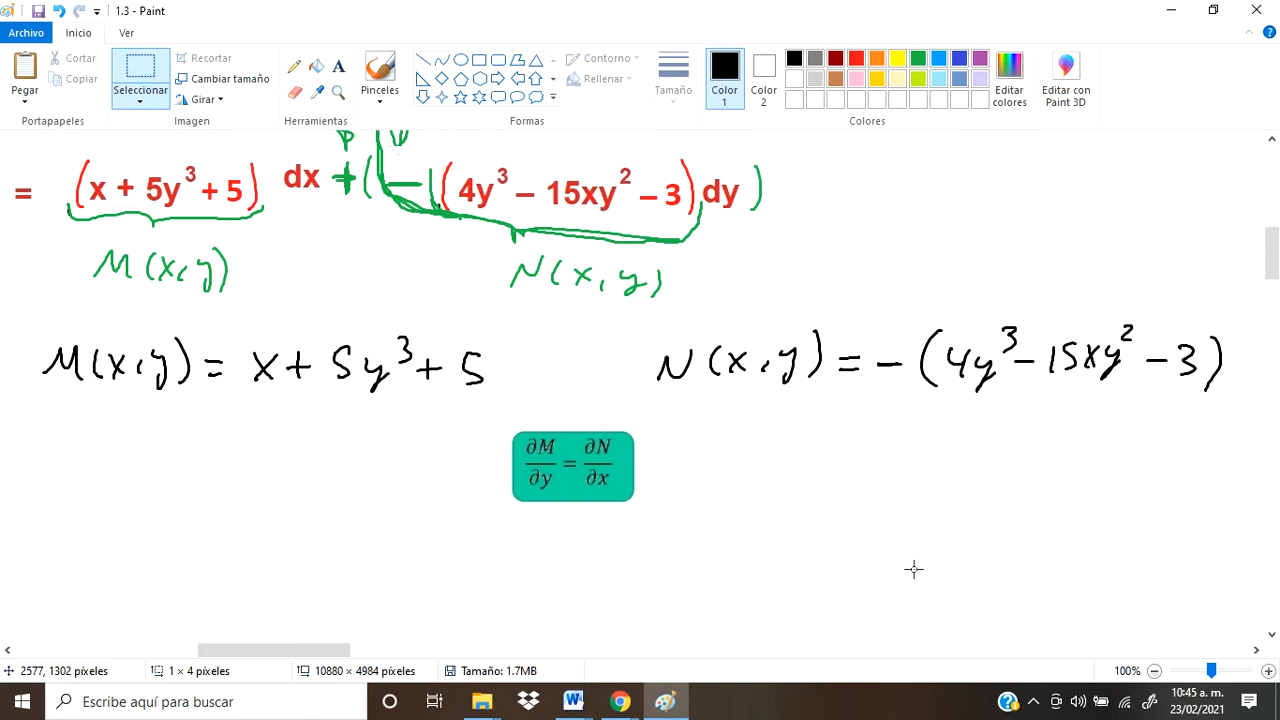 1.3 - Paint
Archivo Inicio Ver
Pegar Cortar Copiar Seleccionar Recortar Cambiar tamaño Girar A Pinceles Contorno Rellenar Tamaño Color 1 Color 2 Editar colores Editar con Paint 3D
Portapapeles Imagen Herramientas Formas Colores
= (x + 5y³ + 5) dx + ( − ( (4y³ − 15xy² − 3) dy )
M(x,y) N(x,y)
M(x,y) = x + 5y³ + 5 N(x,y) = -(4y³ - 15xy² - 3)
∂M/∂y = ∂N/∂x
2577, 1302 píxeles 1 × 4 píxeles 10880 × 4984 píxeles Tamaño: 1.7MB 100%
Escribe aquí para buscar 10:45 a. m.
23/02/2021